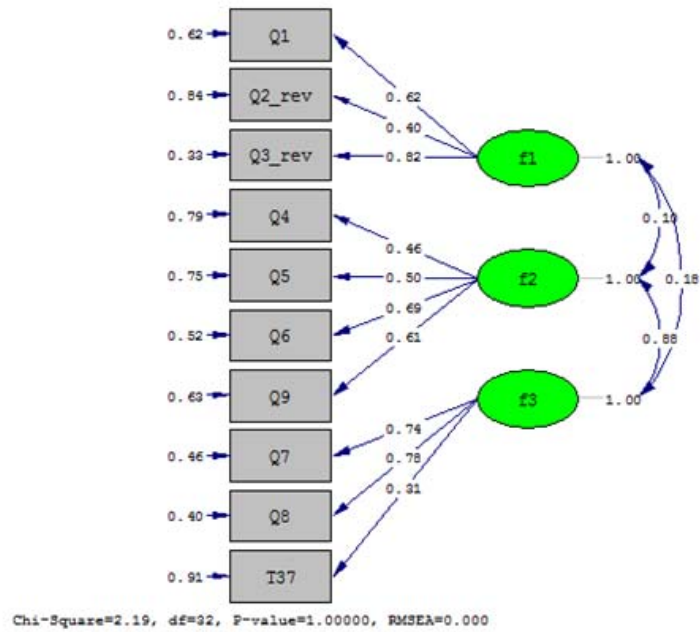 0.62 Q1
0.62
0.84 Q2_rev
0.40
0.33 Q3_rev 0.82 f1 1.00
0.79 Q4
0.10
0.46
0.75 Q5 0.50 f2 1.00 0.18
0.69
0.52 Q6
0.61
0.88
0.63 Q9
f3 1.00
0.74
0.46 Q7
0.78
0.31
0.40 Q8
0.91 T37
Chi-Square=2.19, df=32, P-value=1.00000, RMSEA=0.000